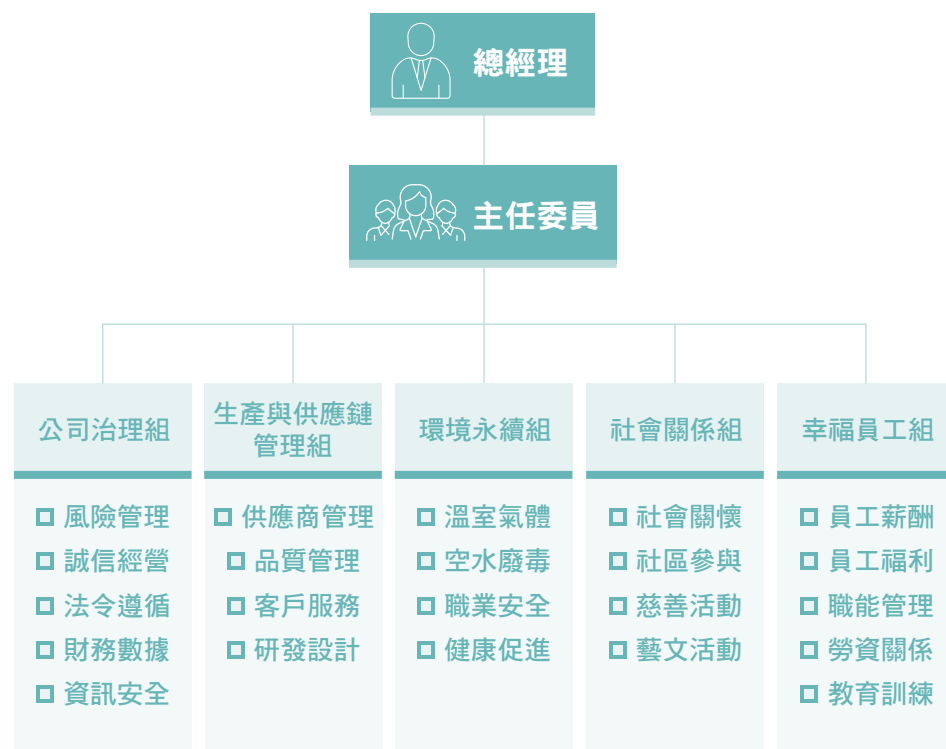 總經理
主任委員
公司治理組
風險管理
誠信經營
法令遵循
財務數據
資訊安全
生產與供應鏈
管理組
供應商管理
品質管理
客戶服務
研發設計
環境永續組
溫室氣體
空水廢毒
職業安全
健康促進
社會關係組
社會關懷
社區參與
慈善活動
藝文活動
幸福員工組
員工薪酬
員工福利
職能管理
勞資關係
教育訓練